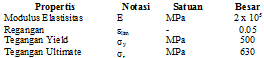 Propertis Notasi Satuan Besar
Modulus Elastisitas E MPa 2 x 10⁵
Regangan εlim - 0.05
Tegangan Yield σy MPa 500
Tegangan Ultimate σu MPa 630